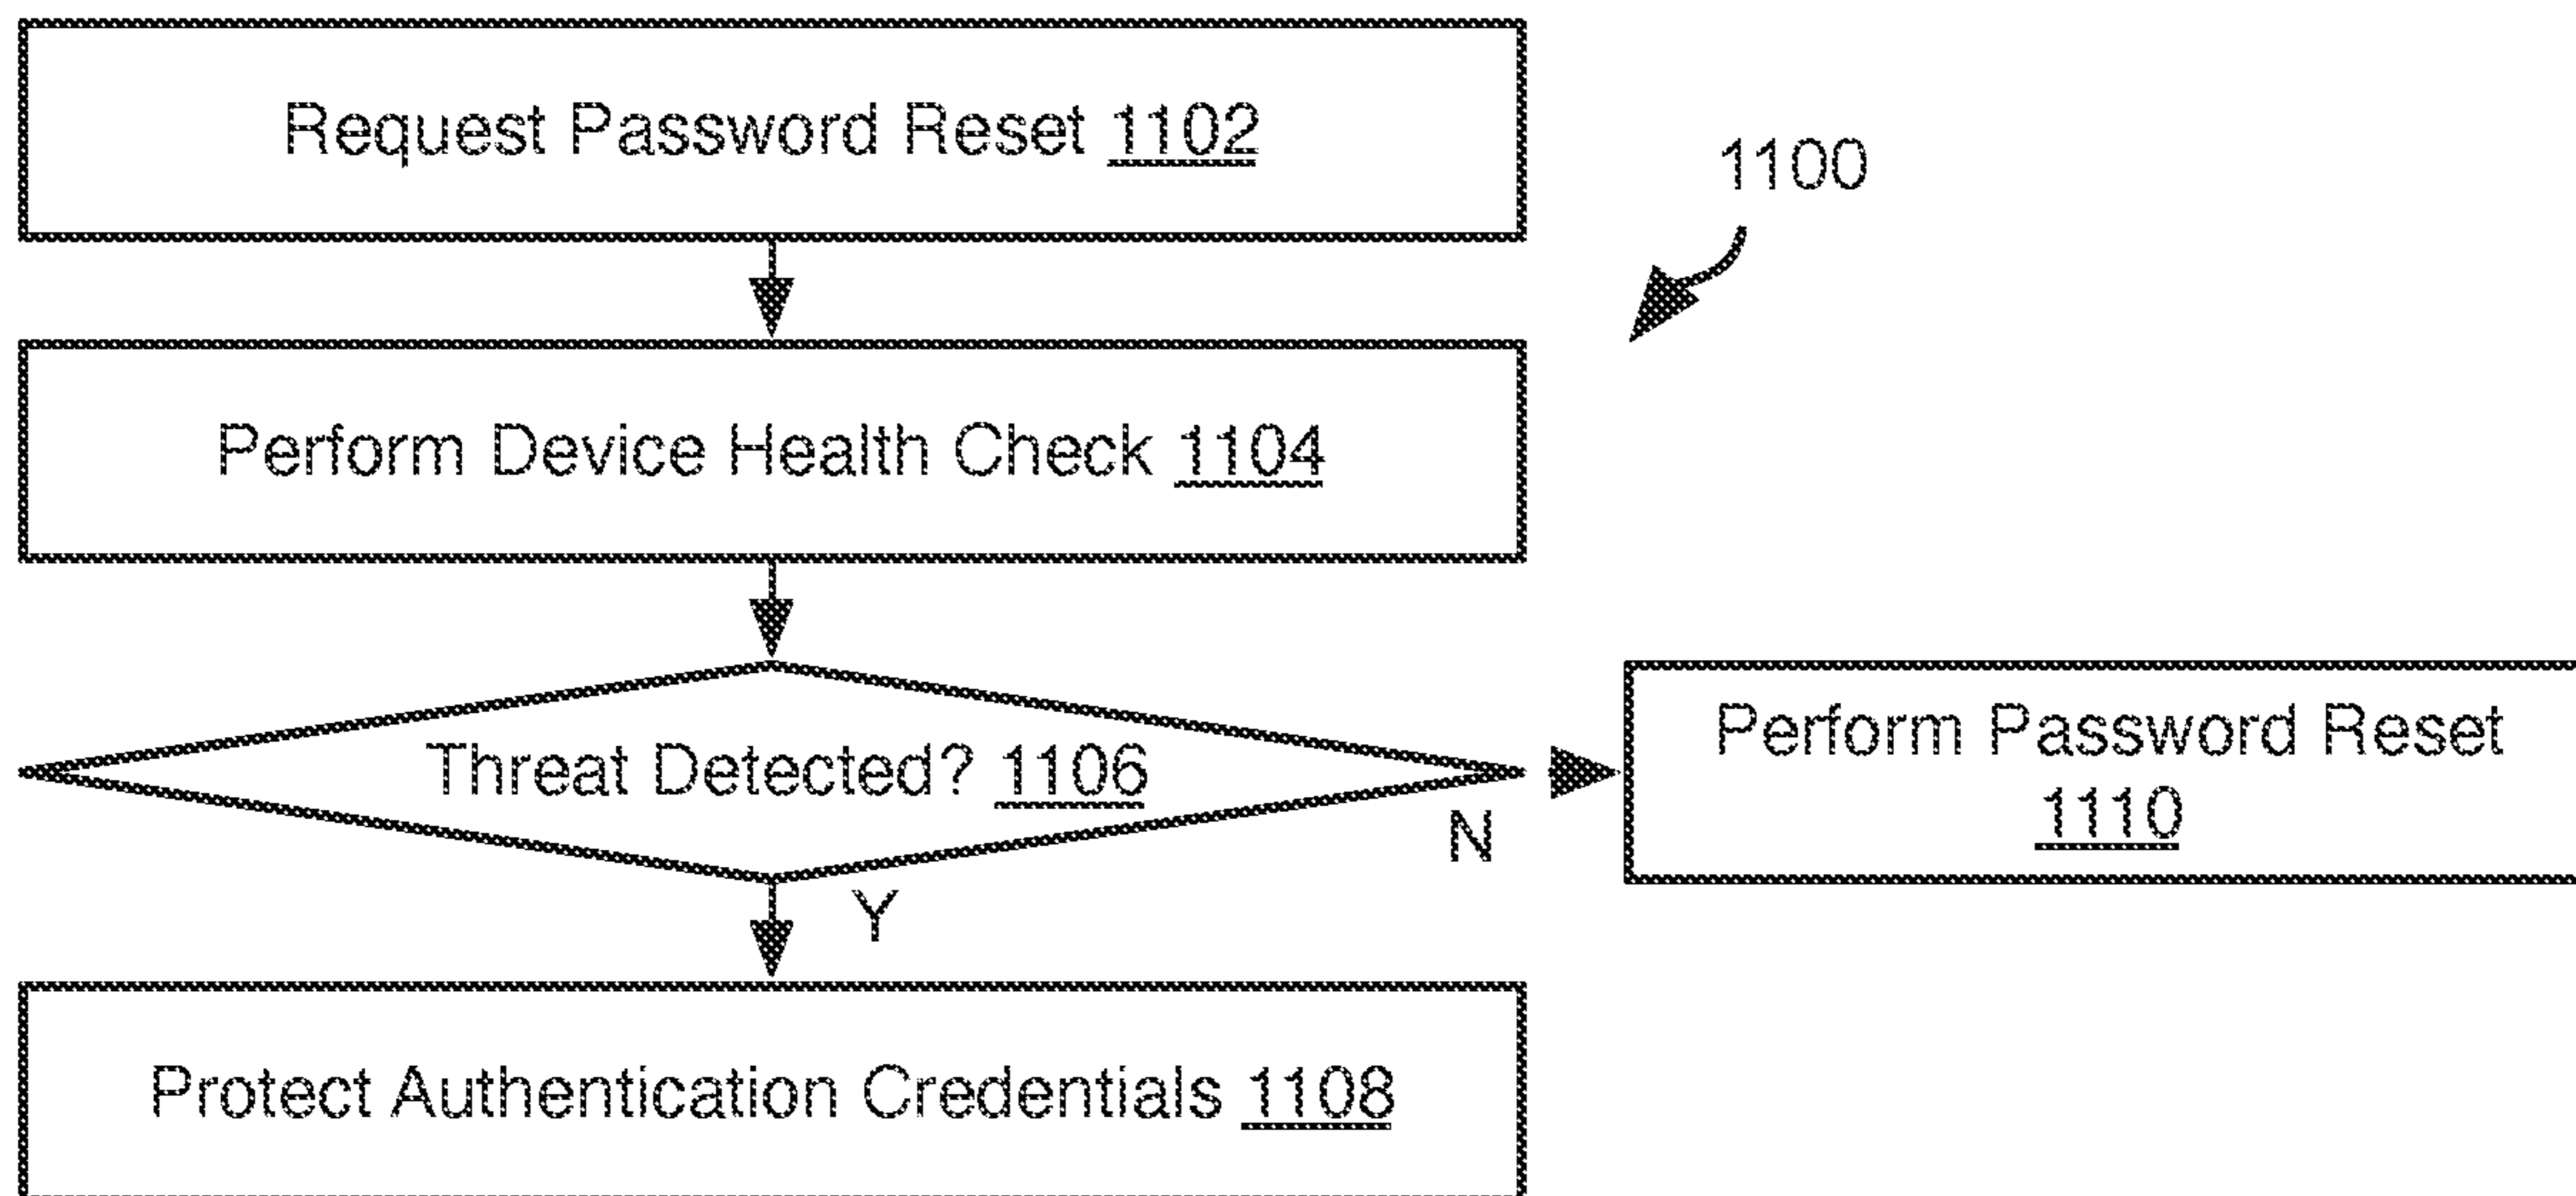 Request Password Reset 1102
1100
Perform Device Health Check 1104
Threat Detected? 1106
N
Perform Password Reset
1110
Y
Protect Authentication Credentials 1108